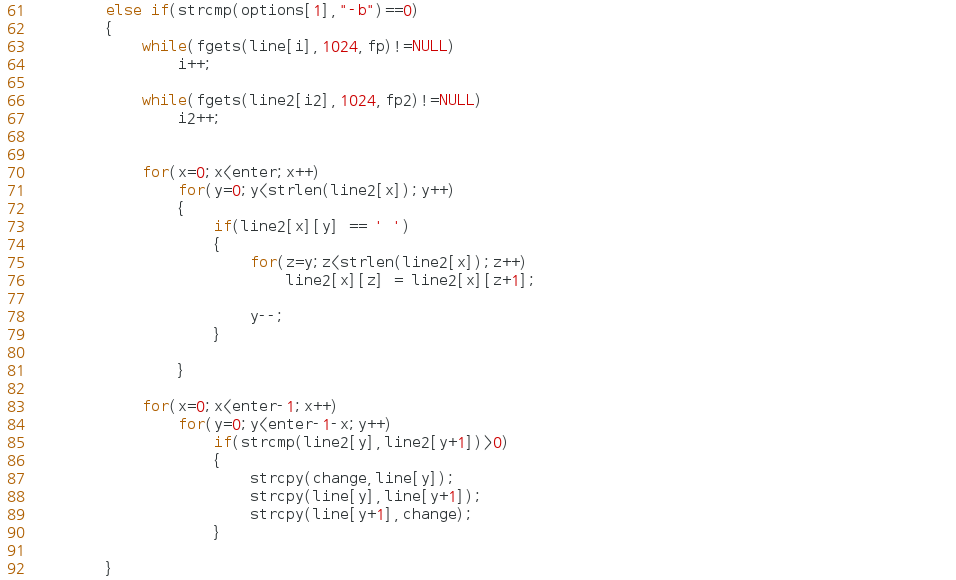 61         else if(strcmp(options[1],"-b")==0)
62         {
63             while(fgets(line[i],1024,fp)!=NULL)
64                 i++;
65
66             while(fgets(line2[i2],1024,fp2)!=NULL)
67                 i2++;
68
69
70             for(x=0;x<enter;x++)
71                 for(y=0;y<strlen(line2[x]);y++)
72                 {
73                     if(line2[x][y] == ' ')
74                     {
75                         for(z=y;z<strlen(line2[x]);z++)
76                             line2[x][z] = line2[x][z+1];
77
78                         y--;
79                     }
80
81                 }
82
83             for(x=0;x<enter-1;x++)
84                 for(y=0;y<enter-1-x;y++)
85                     if(strcmp(line2[y],line2[y+1])>0)
86                     {
87                         strcpy(change,line[y]);
88                         strcpy(line[y],line[y+1]);
89                         strcpy(line[y+1],change);
90                     }
91
92         }